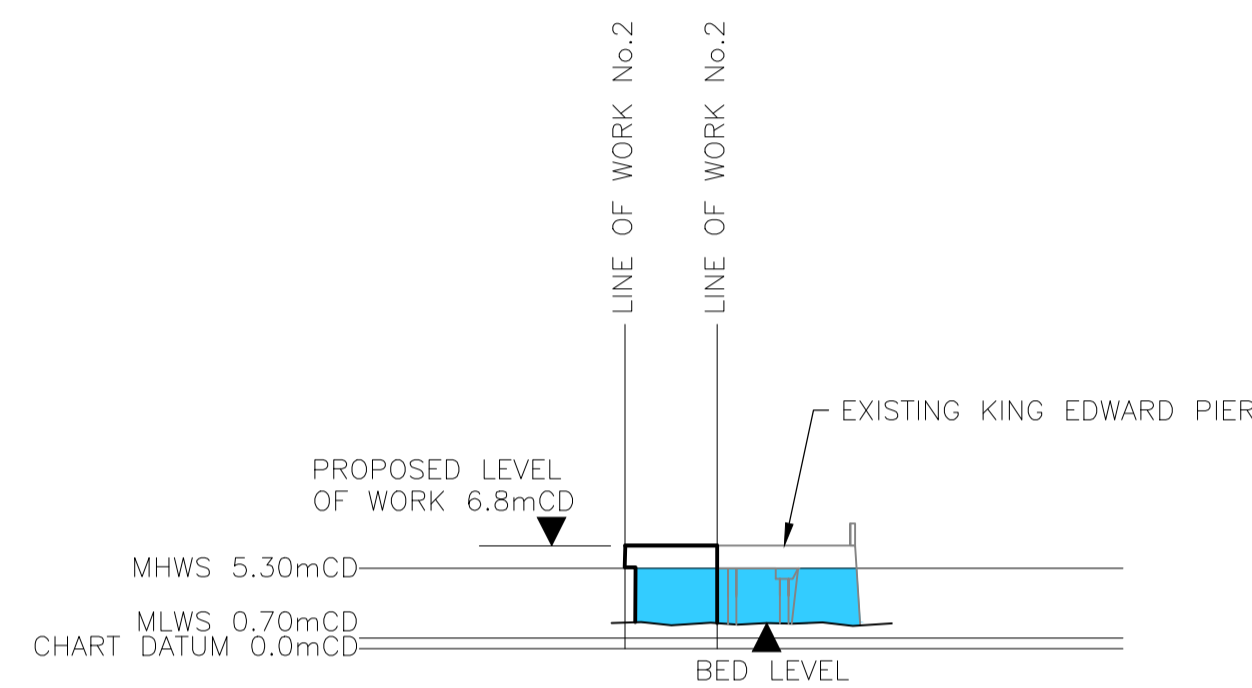 LINE OF WORK No.2
LINE OF WORK No.2
EXISTING KING EDWARD PIER
PROPOSED LEVEL
OF WORK 6.8mCD
MHWS 5.30mCD
MLWS 0.70mCD
CHART DATUM 0.0mCD
BED LEVEL